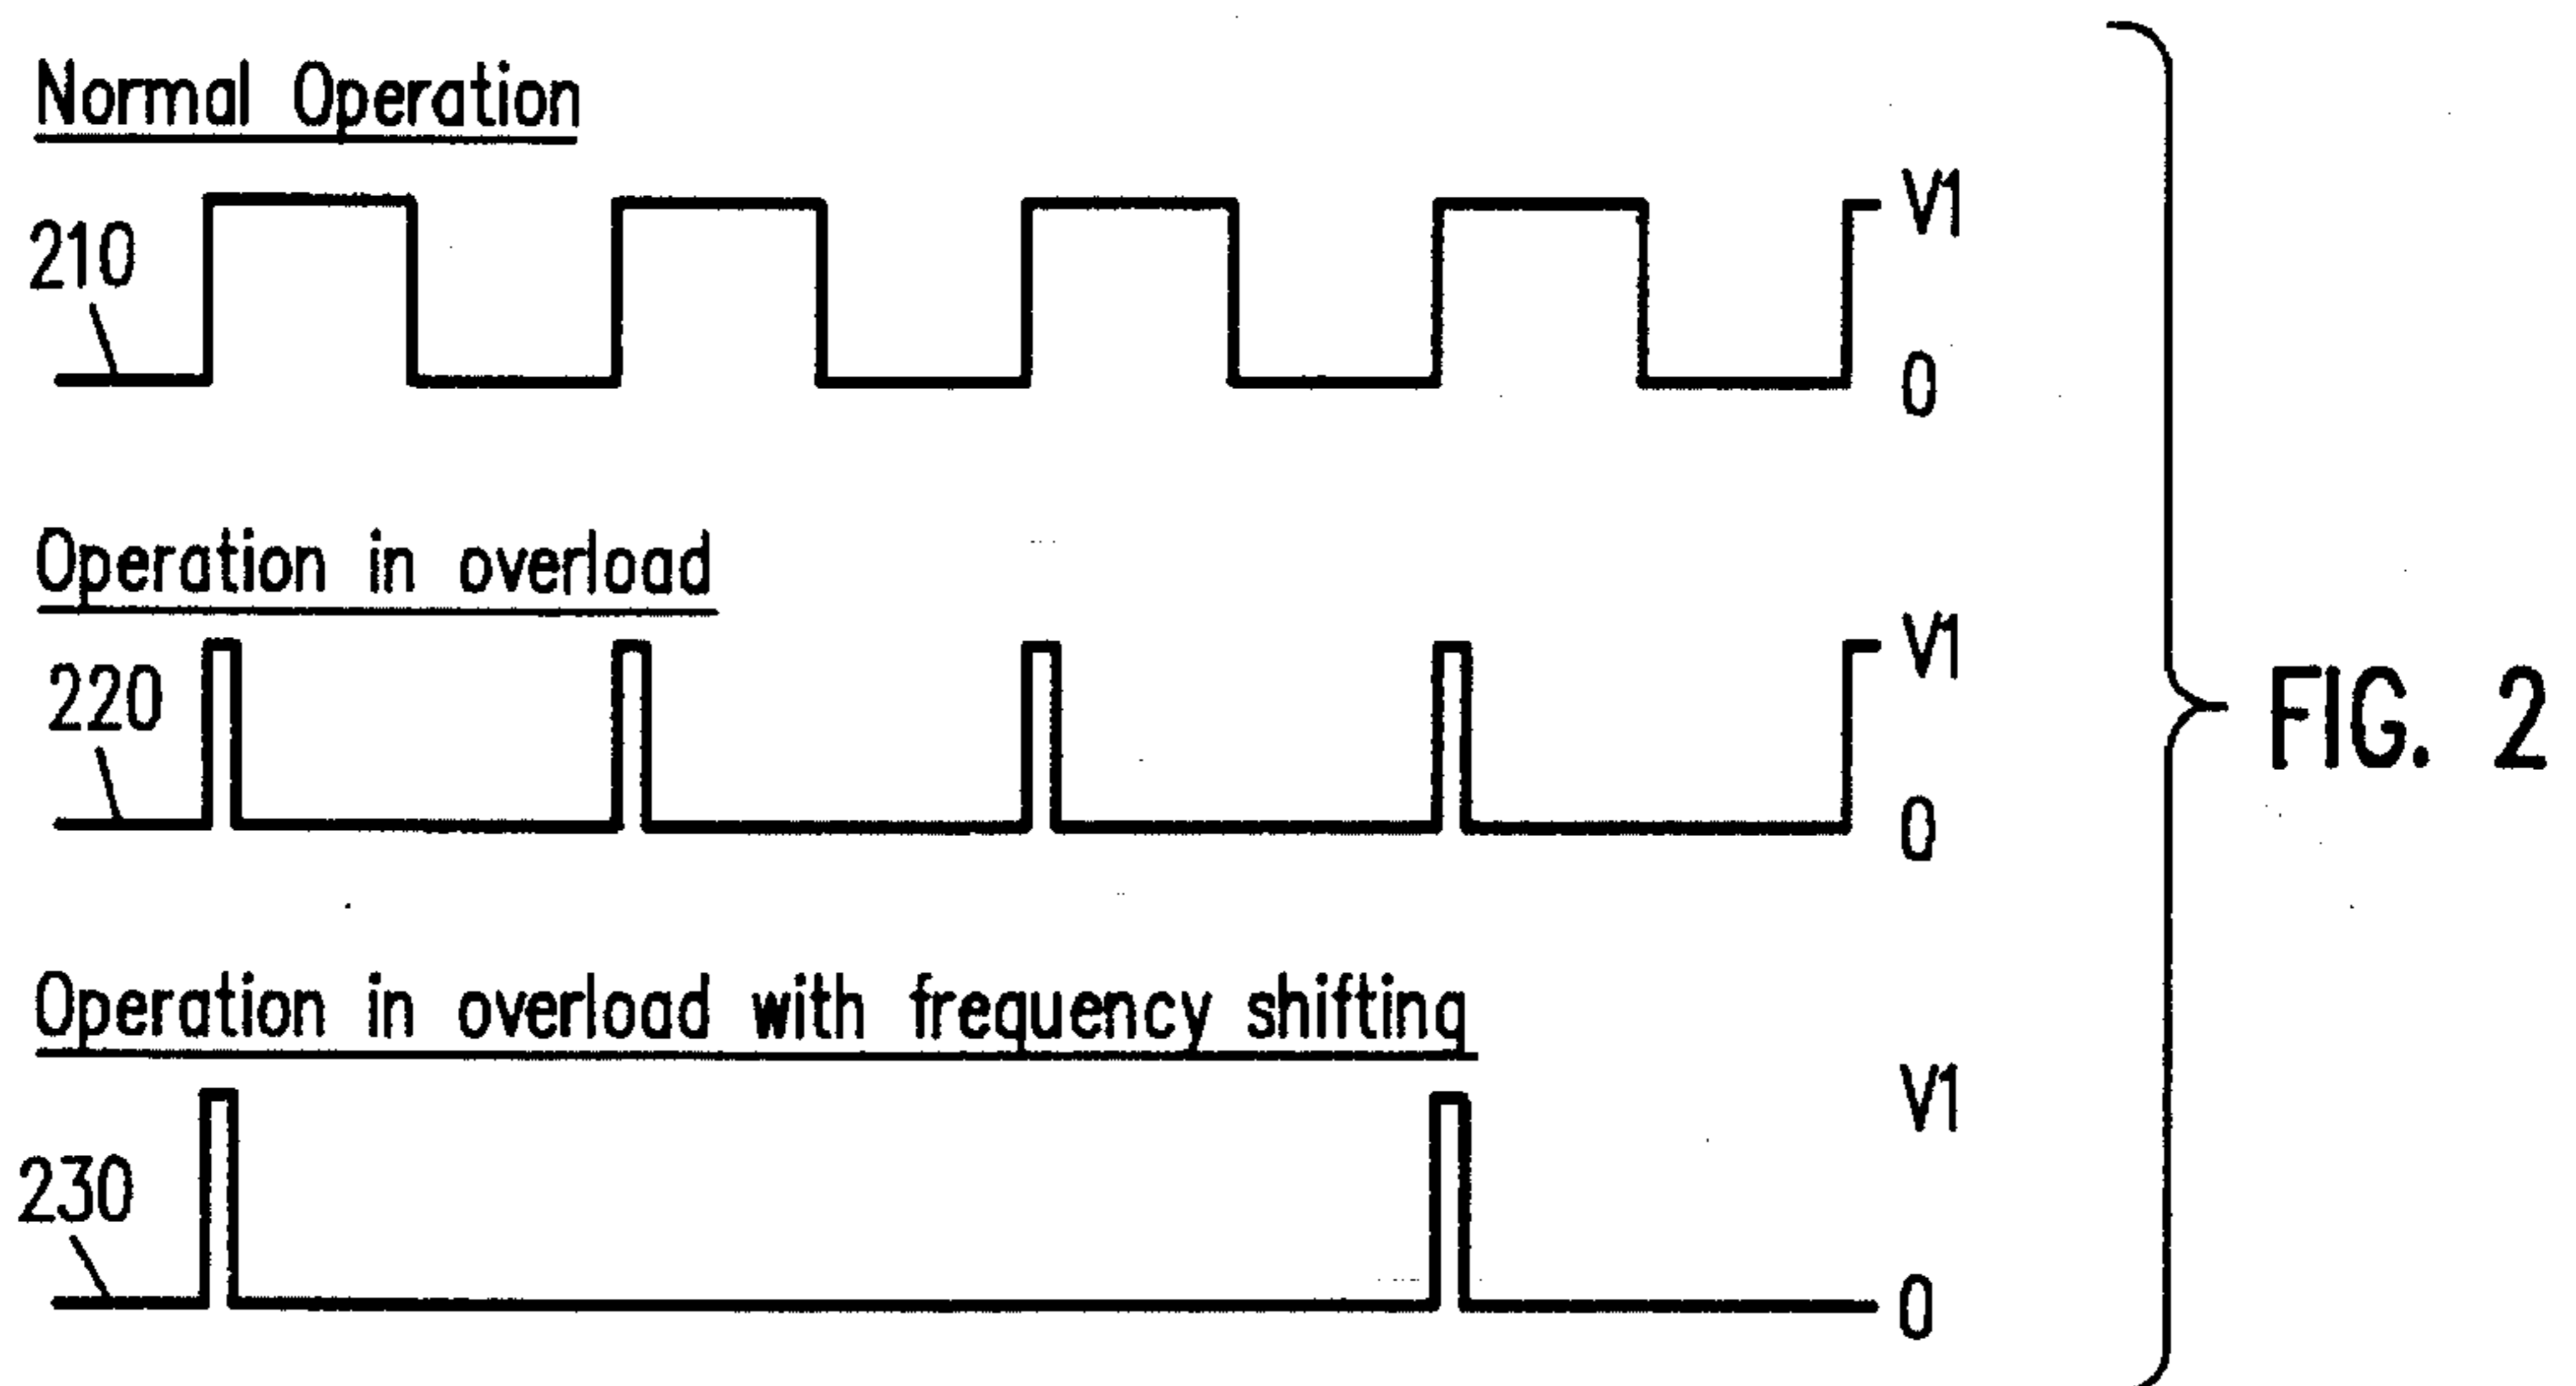 Normal Operation
210
V1
0
Operation in overload
220
V1
0
FIG. 2
Operation in overload with frequency shifting
230
V1
0